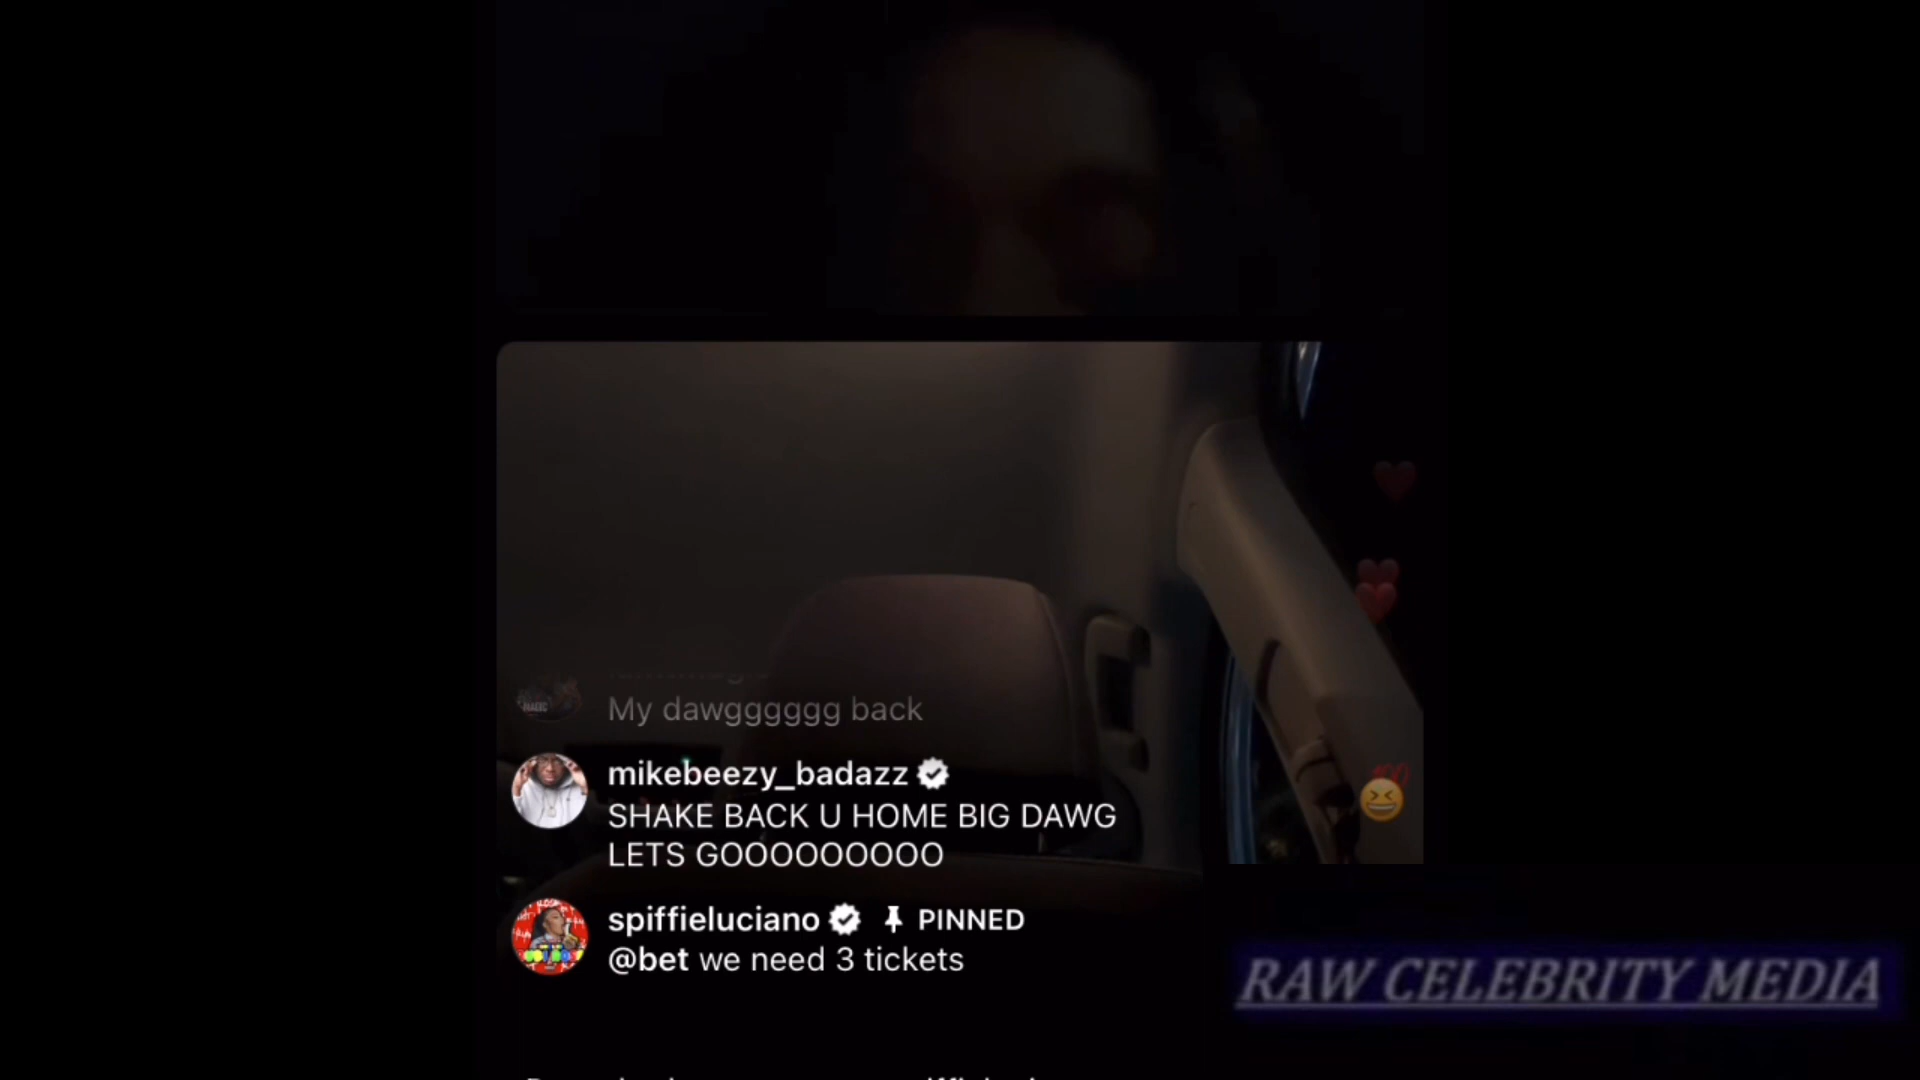 My dawgggggg back
mikebeezy_badazz
SHAKE BACK U HOME BIG DAWG
LETS GOOOOOOOOO
spiffieluciano PINNED
@bet we need 3 tickets
RAW CELEBRITY MEDIA